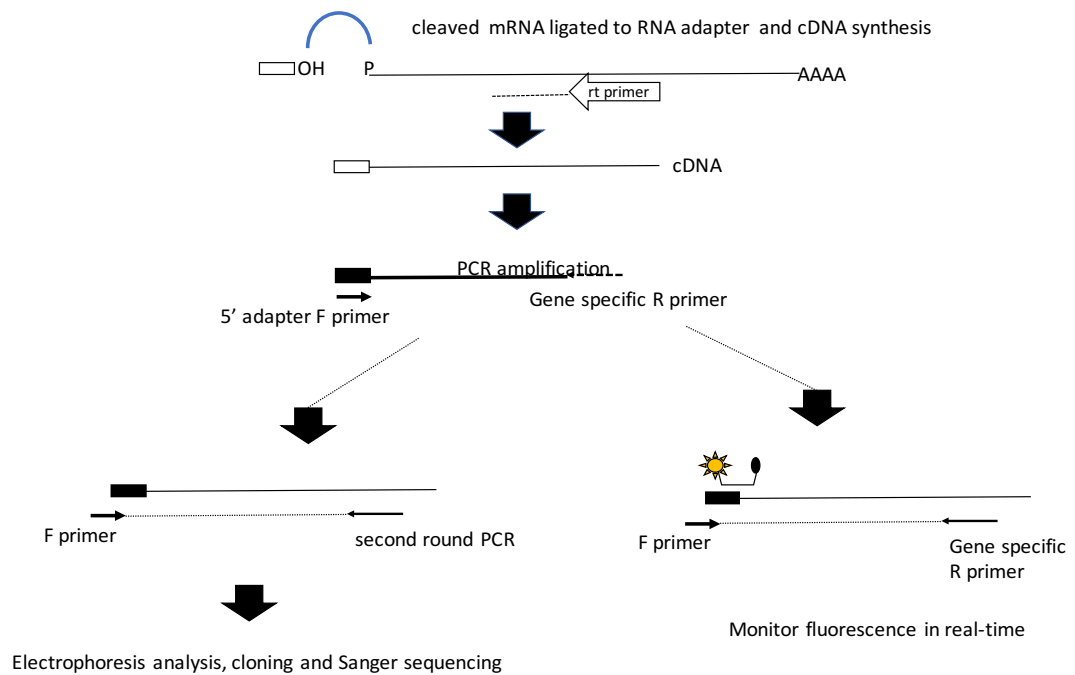 cleaved mRNA ligated to RNA adapter and cDNA synthesis
OH
P
AAAA
rt primer
cDNA
PCR amplification
Gene specific R primer
5' adapter F primer
F primer
second round PCR
F primer
Gene specific
R primer
Monitor fluorescence in real-time
Electrophoresis analysis, cloning and Sanger sequencing